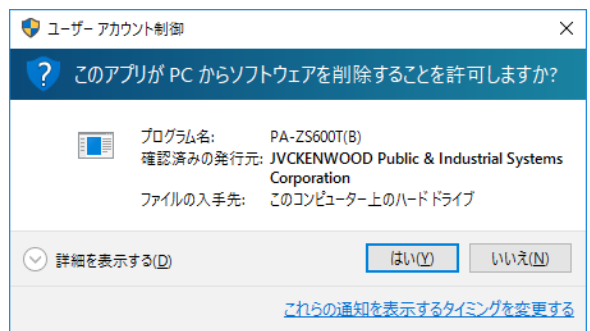 ユーザー アカウント制御
このアプリが PC からソフトウェアを削除することを許可しますか?
プログラム名: PA-ZS600T(B)
確認済みの発行元: JVCKENWOOD Public & Industrial Systems
Corporation
ファイルの入手先: このコンピューター上のハード ドライブ
詳細を表示する(D) はい(Y) いいえ(N)
これらの通知を表示するタイミングを変更する